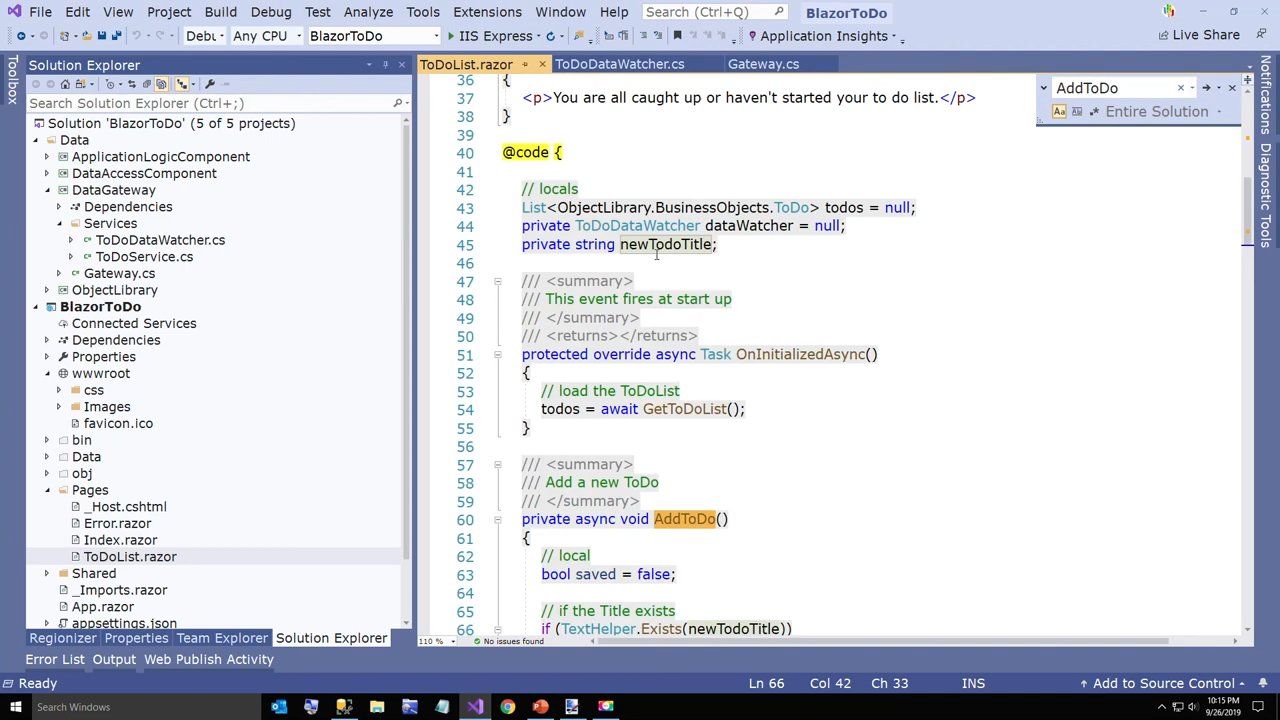 File Edit View Project Build Debug Test Analyze Tools Extensions Window Help Search (Ctrl+Q) BlazorToDo
Debu Any CPU BlazorToDo IIS Express Application Insights Live Share
Toolbox
Solution Explorer
Search Solution Explorer (Ctrl+;)
Solution 'BlazorToDo' (5 of 5 projects)
Data
ApplicationLogicComponent
DataAccessComponent
DataGateway
Dependencies
Services
ToDoDataWatcher.cs
ToDoService.cs
Gateway.cs
ObjectLibrary
BlazorToDo
Connected Services
Dependencies
Properties
wwwroot
css
Images
favicon.ico
bin
Data
obj
Pages
_Host.cshtml
Error.razor
Index.razor
ToDoList.razor
Shared
_Imports.razor
App.razor
appsettings.json
Regionizer Properties Team Explorer Solution Explorer
ToDoList.razor ToDoDataWatcher.cs Gateway.cs
AddToDo
Aa Entire Solution
36 {
37 <p>You are all caught up or haven't started your to do list.</p>
38 }
39
40 @code {
41
42 // locals
43 List<ObjectLibrary.BusinessObjects.ToDo> todos = null;
44 private ToDoDataWatcher dataWatcher = null;
45 private string newTodoTitle;
46
47 /// <summary>
48 /// This event fires at start up
49 /// </summary>
50 /// <returns></returns>
51 protected override async Task OnInitializedAsync()
52 {
53 // load the ToDoList
54 todos = await GetToDoList();
55 }
56
57 /// <summary>
58 /// Add a new ToDo
59 /// </summary>
60 private async void AddToDo()
61 {
62 // local
63 bool saved = false;
64
65 // if the Title exists
66 if (TextHelper.Exists(newTodoTitle))
110 % No issues found
Notifications
Diagnostic Tools
Error List Output Web Publish Activity
Ready Ln 66 Col 42 Ch 33 INS Add to Source Control
Search Windows
10:15 PM
9/26/2019